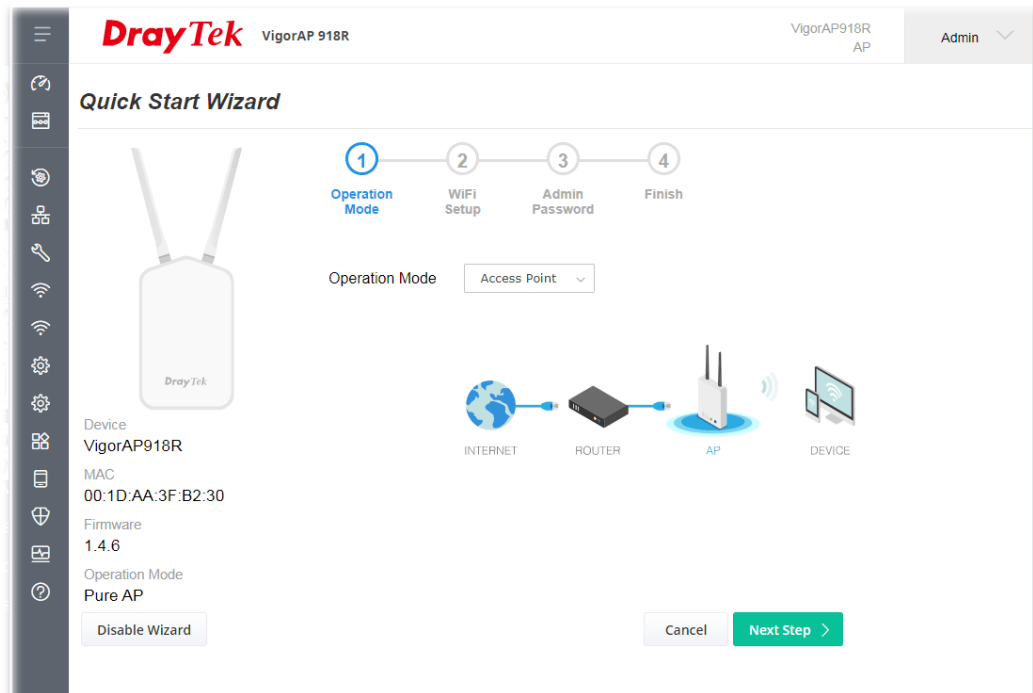 DrayTek VigorAP 918R
VigorAP918R
AP
Admin
Quick Start Wizard
1 2 3 4
Operation Mode
WiFi Setup
Admin Password
Finish
Operation Mode Access Point
DrayTek
INTERNET ROUTER AP DEVICE
Device
VigorAP918R
MAC
00:1D:AA:3F:B2:30
Firmware
1.4.6
Operation Mode
Pure AP
Disable Wizard Cancel Next Step